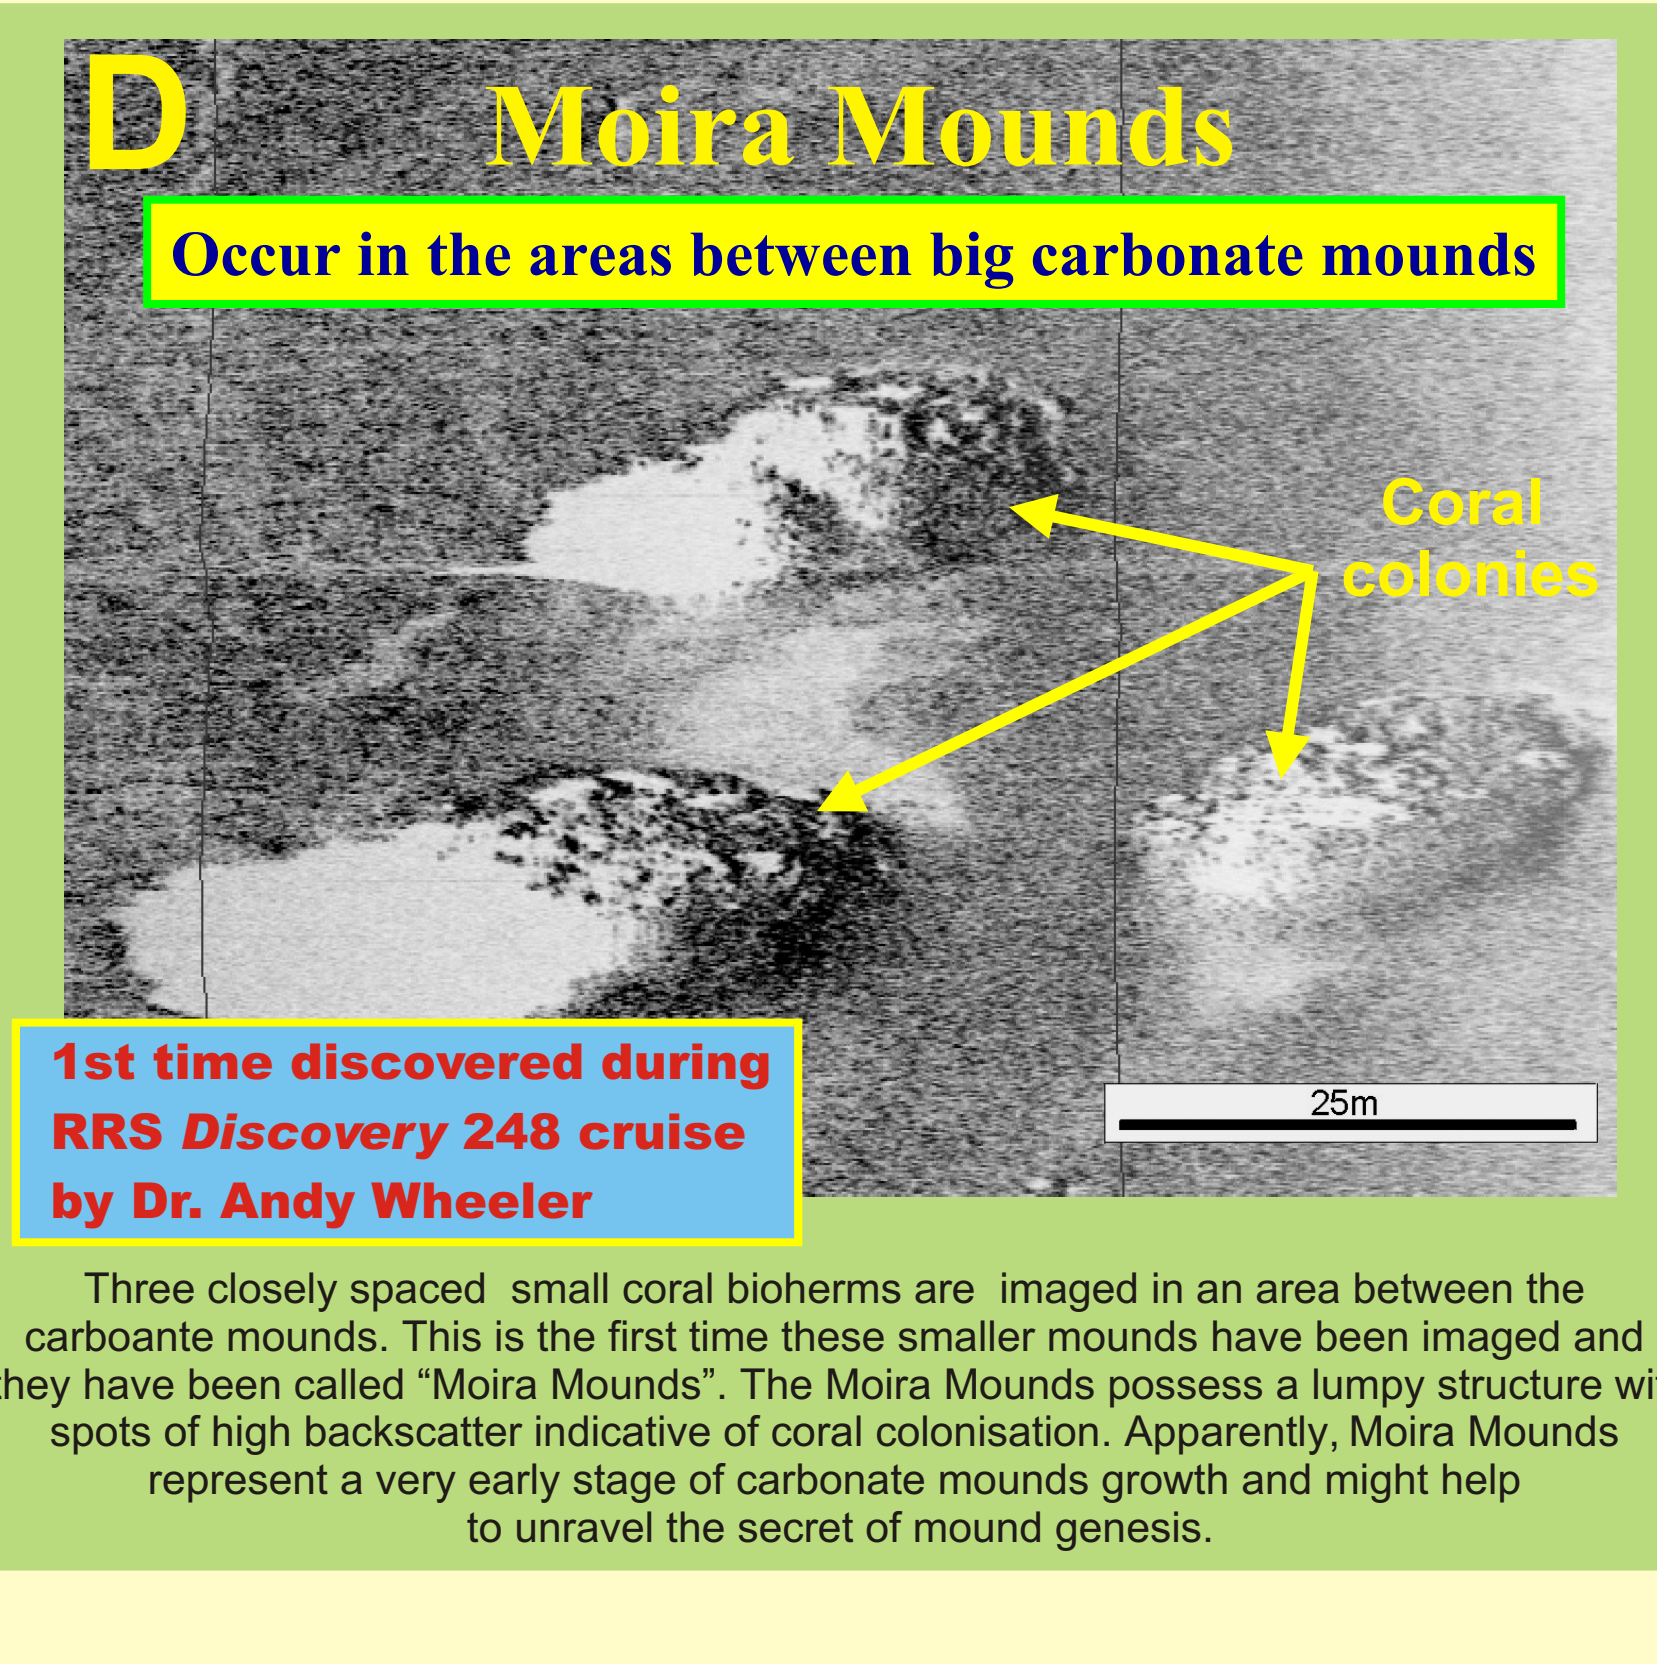 D
Moira Mounds
Occur in the areas between big carbonate mounds
Coral
colonies
1st time discovered during
RRS Discovery 248 cruise
by Dr. Andy Wheeler
25m
Three closely spaced small coral bioherms are imaged in an area between the
carboante mounds. This is the first time these smaller mounds have been imaged and
they have been called “Moira Mounds”. The Moira Mounds possess a lumpy structure
spots of high backscatter indicative of coral colonisation. Apparently, Moira Mounds
represent a very early stage of carbonate mounds growth and might help
to unravel the secret of mound genesis.